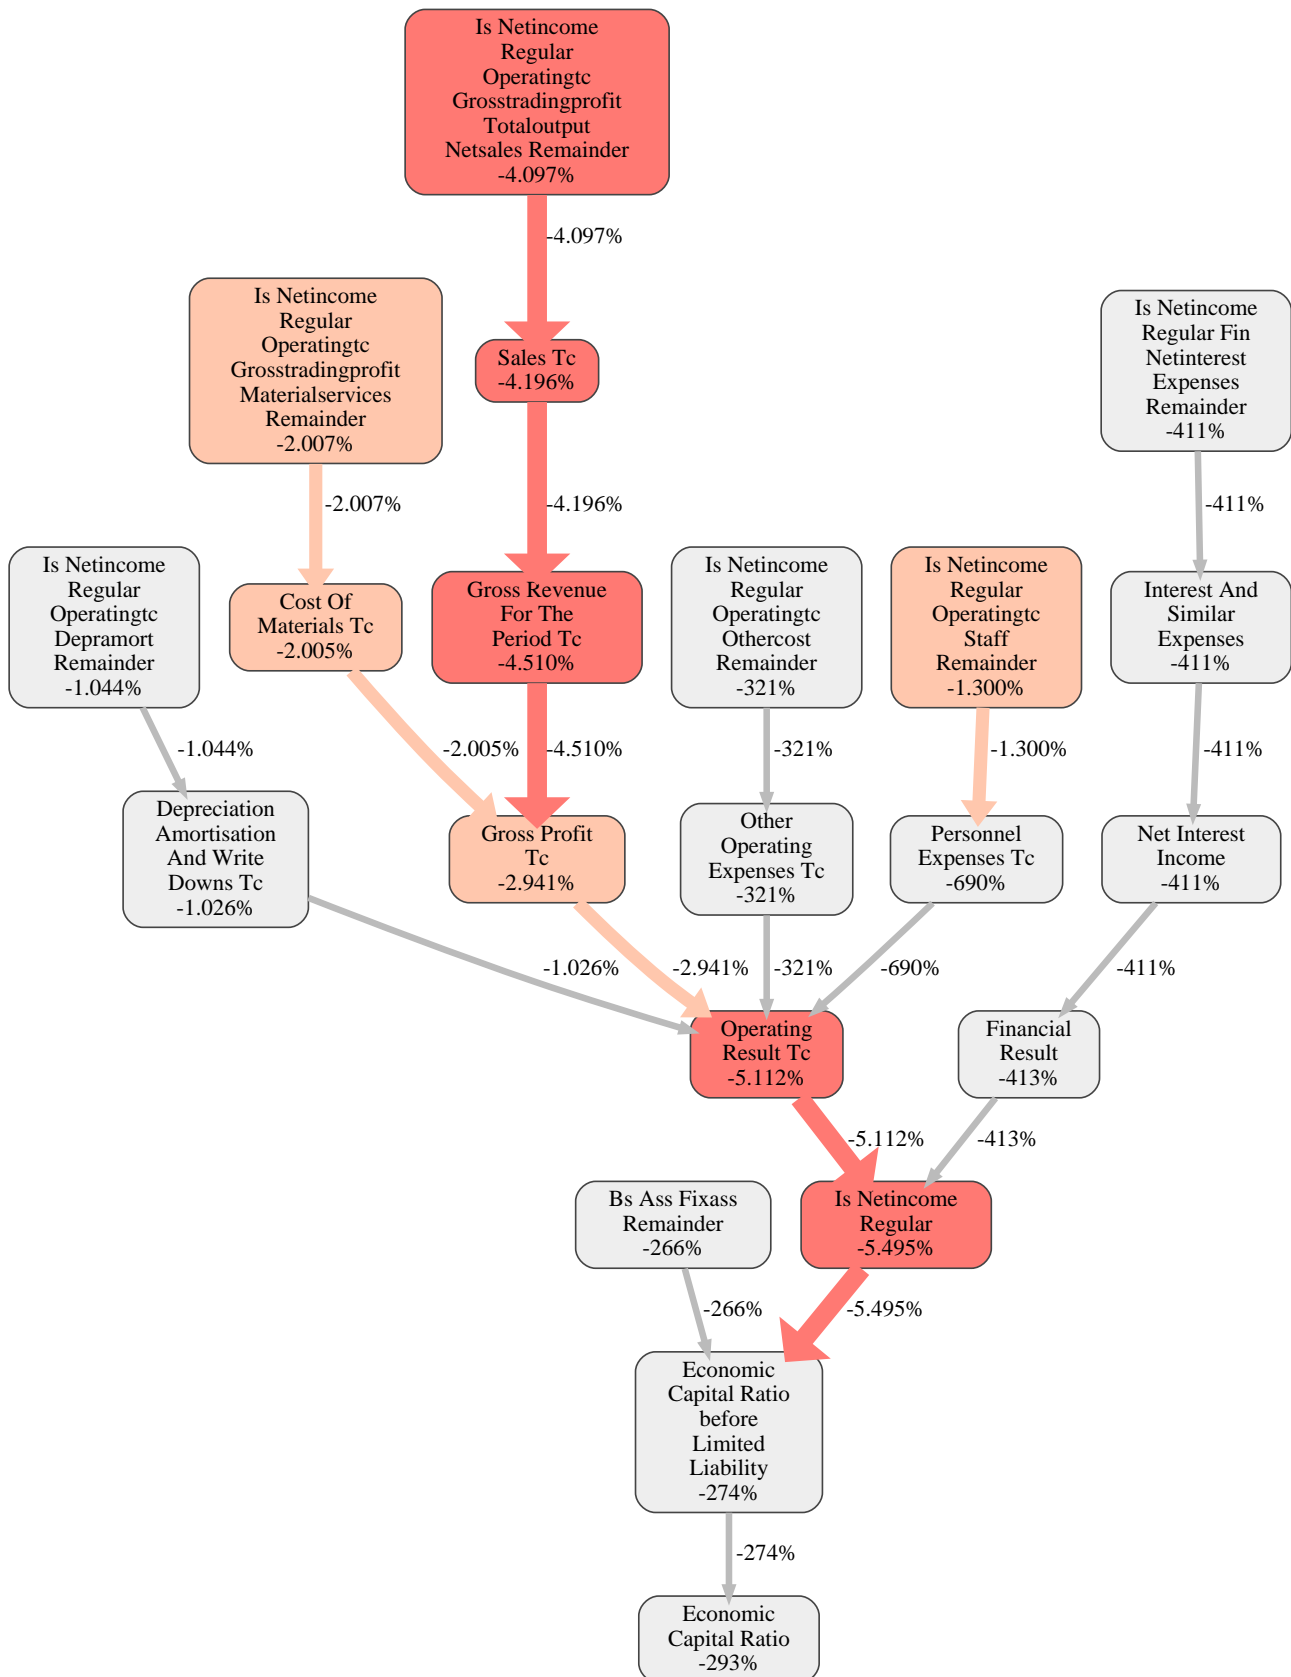 Is Netincome
Regular
Operatingtc
Grosstradingprofit
Totaloutput
Netsales Remainder
-4.097%
-4.097%
Is Netincome
Regular
Operatingtc
Grosstradingprofit
Materialservices
Remainder
-2.007%
Sales Tc
-4.196%
Is Netincome
Regular Fin
Netinterest
Expenses
Remainder
-411%
-2.007%
-4.196%
-411%
Is Netincome
Regular
Operatingtc
Depramort
Remainder
-1.044%
Cost Of
Materials Tc
-2.005%
Gross Revenue
For The
Period Tc
-4.510%
Is Netincome
Regular
Operatingtc
Othercost
Remainder
-321%
Is Netincome
Regular
Operatingtc
Staff
Remainder
-1.300%
Interest And
Similar
Expenses
-411%
-1.044%
-2.005%
-4.510%
-321%
-1.300%
-411%
Depreciation
Amortisation
And Write
Downs Tc
-1.026%
Gross Profit
Tc
-2.941%
Other
Operating
Expenses Tc
-321%
Personnel
Expenses Tc
-690%
Net Interest
Income
-411%
-1.026%
-2.941%
-321%
-690%
-411%
Operating
Result Tc
-5.112%
Financial
Result
-413%
-5.112%
-413%
Bs Ass Fixass
Remainder
-266%
Is Netincome
Regular
-5.495%
-266%
-5.495%
Economic
Capital Ratio
before
Limited
Liability
-274%
-274%
Economic
Capital Ratio
-293%